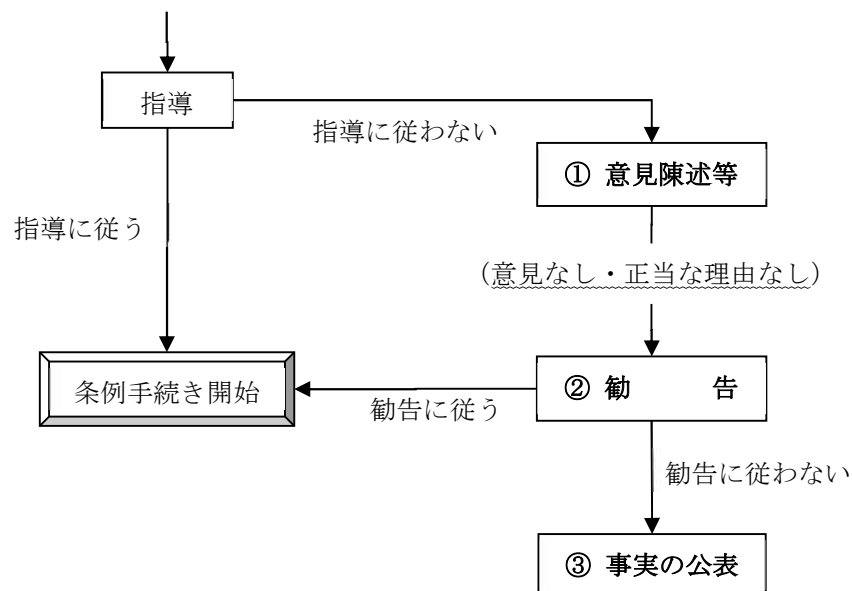 指導
指導に従わない
① 意見陳述等
指導に従う
（意見なし・正当な理由なし）
条例手続き開始
② 勧　　告
勧告に従う
勧告に従わない
③ 事実の公表